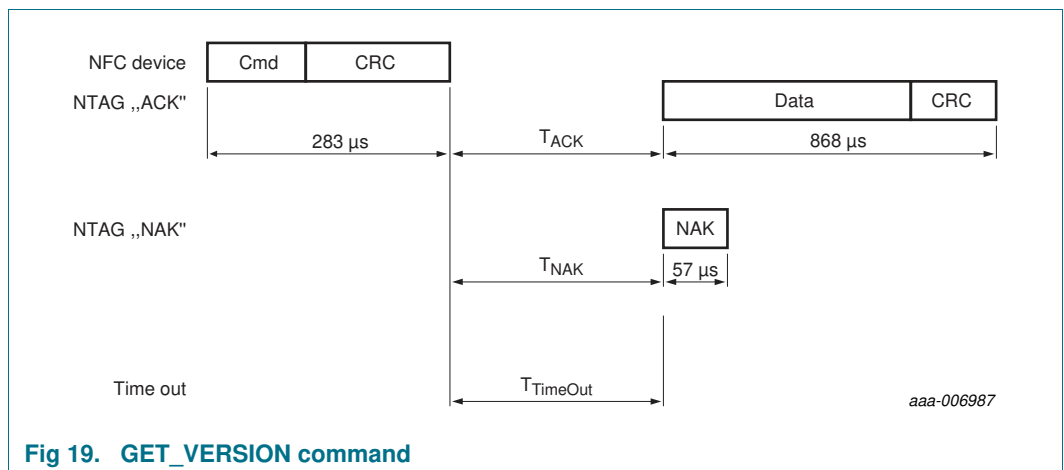 NFC device Cmd CRC
NTAG ,,ACK" Data CRC
283 µs TACK 868 µs
NTAG ,,NAK" NAK
TNAK 57 µs
Time out TTimeOut aaa-006987
Fig 19. GET_VERSION command